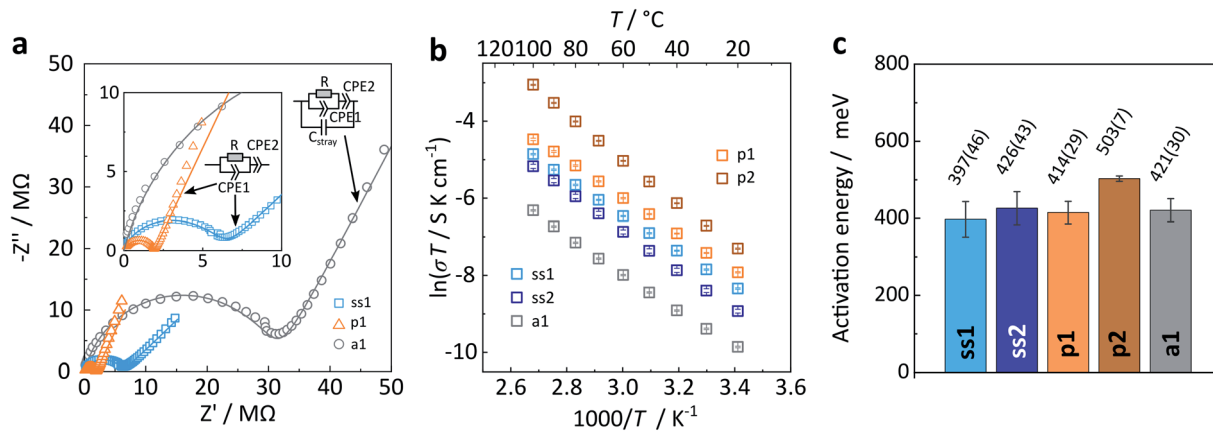 a
50
40
30
20
10
0
-Z'' / MΩ
0
10
20
30
40
50
Z' / MΩ
10
5
0
0
5
10
R
CPE2
CPE1
R
CPE2
CPE1
Cstray
ss1
p1
a1
b
T / °C
120
100
80
60
40
20
-4
-6
-8
-10
ln(σT / S K cm⁻¹)
p1
p2
ss1
ss2
a1
2.6
2.8
3.0
3.2
3.4
3.6
1000/T / K⁻¹
c
800
600
400
200
0
Activation energy / meV
397(46)
426(43)
414(29)
503(7)
421(30)
ss1
ss2
p1
p2
a1